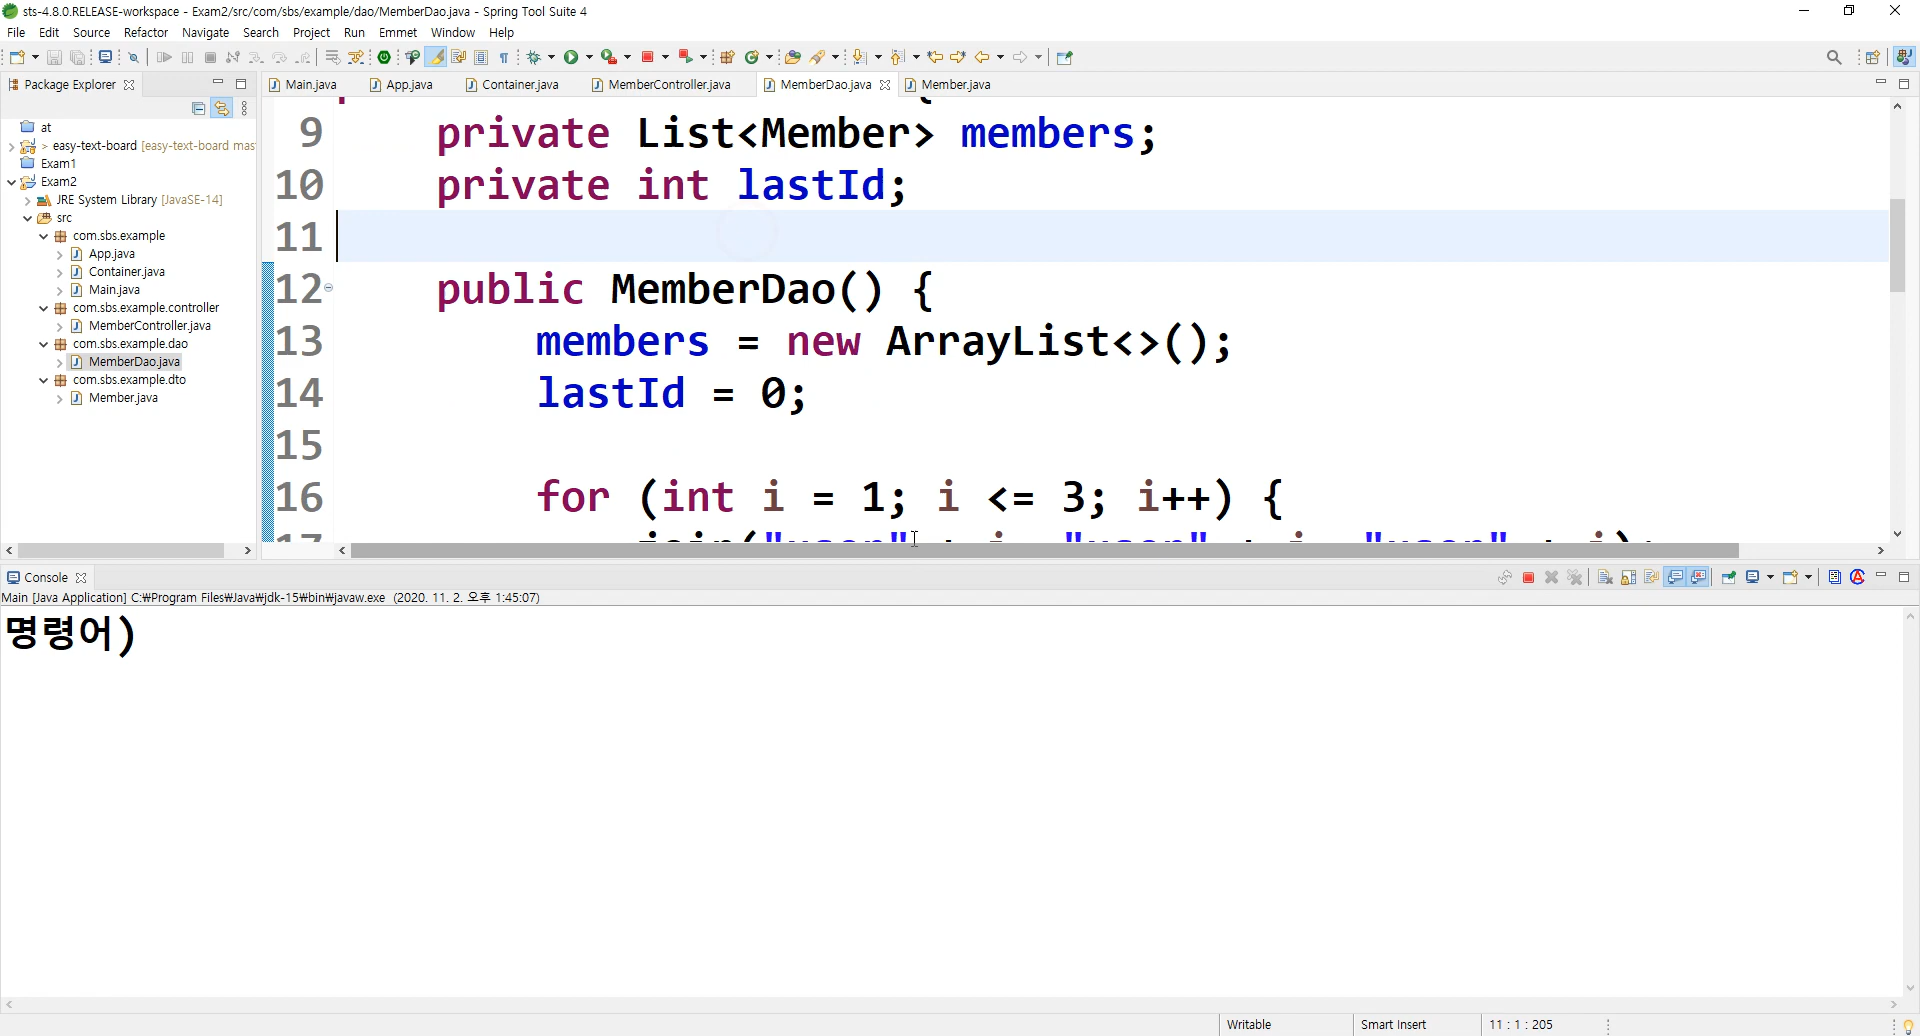 sts-4.8.0.RELEASE-workspace - Exam2/src/com/sbs/example/dao/MemberDao.java - Spring Tool Suite 4
File Edit Source Refactor Navigate Search Project Run Emmet Window Help
Package Explorer
Main.java App.java Container.java MemberController.java MemberDao.java Member.java
at
> easy-text-board [easy-text-board mas
Exam1
Exam2
JRE System Library [JavaSE-14]
src
com.sbs.example
App.java
Container.java
Main.java
com.sbs.example.controller
MemberController.java
com.sbs.example.dao
MemberDao.java
com.sbs.example.dto
Member.java
9 private List<Member> members;
10 private int lastId;
11
12 public MemberDao() {
13 members = new ArrayList<>();
14 lastId = 0;
15
16 for (int i = 1; i <= 3; i++) {
17 join("user" + i, "user" + i, "user" + i);
Console
Main [Java Application] C:₩Program Files₩Java₩jdk-15₩bin₩javaw.exe (2020. 11. 2. 오후 1:45:07)
명령어)
Writable Smart Insert 11 : 1 : 205